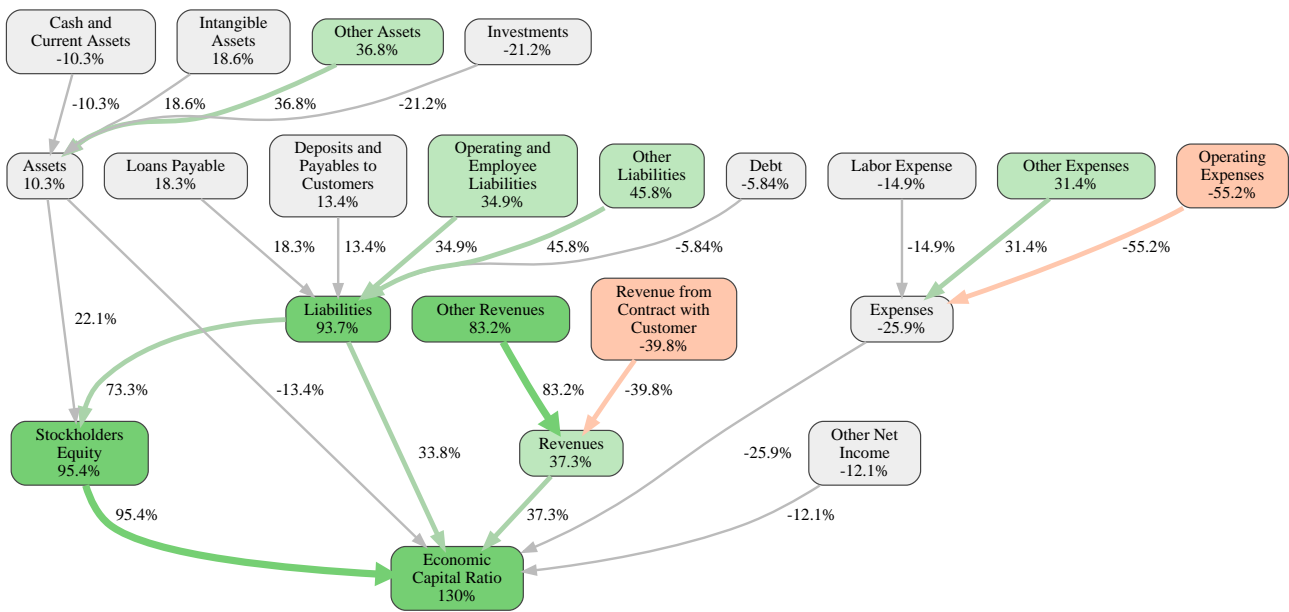 Cash and
Current Assets
-10.3%
Intangible
Assets
18.6%
Other Assets
36.8%
Investments
-21.2%
-10.3%
18.6%
36.8%
-21.2%
Assets
10.3%
Loans Payable
18.3%
Deposits and
Payables to
Customers
13.4%
Operating and
Employee
Liabilities
34.9%
Other
Liabilities
45.8%
Debt
-5.84%
Labor Expense
-14.9%
Other Expenses
31.4%
Operating
Expenses
-55.2%
18.3%
13.4%
34.9%
45.8%
-5.84%
-14.9%
31.4%
-55.2%
Liabilities
93.7%
Other Revenues
83.2%
Revenue from
Contract with
Customer
-39.8%
Expenses
-25.9%
22.1%
73.3%
-13.4%
83.2%
-39.8%
Stockholders
Equity
95.4%
33.8%
Revenues
37.3%
-25.9%
Other Net
Income
-12.1%
95.4%
37.3%
-12.1%
Economic
Capital Ratio
130%